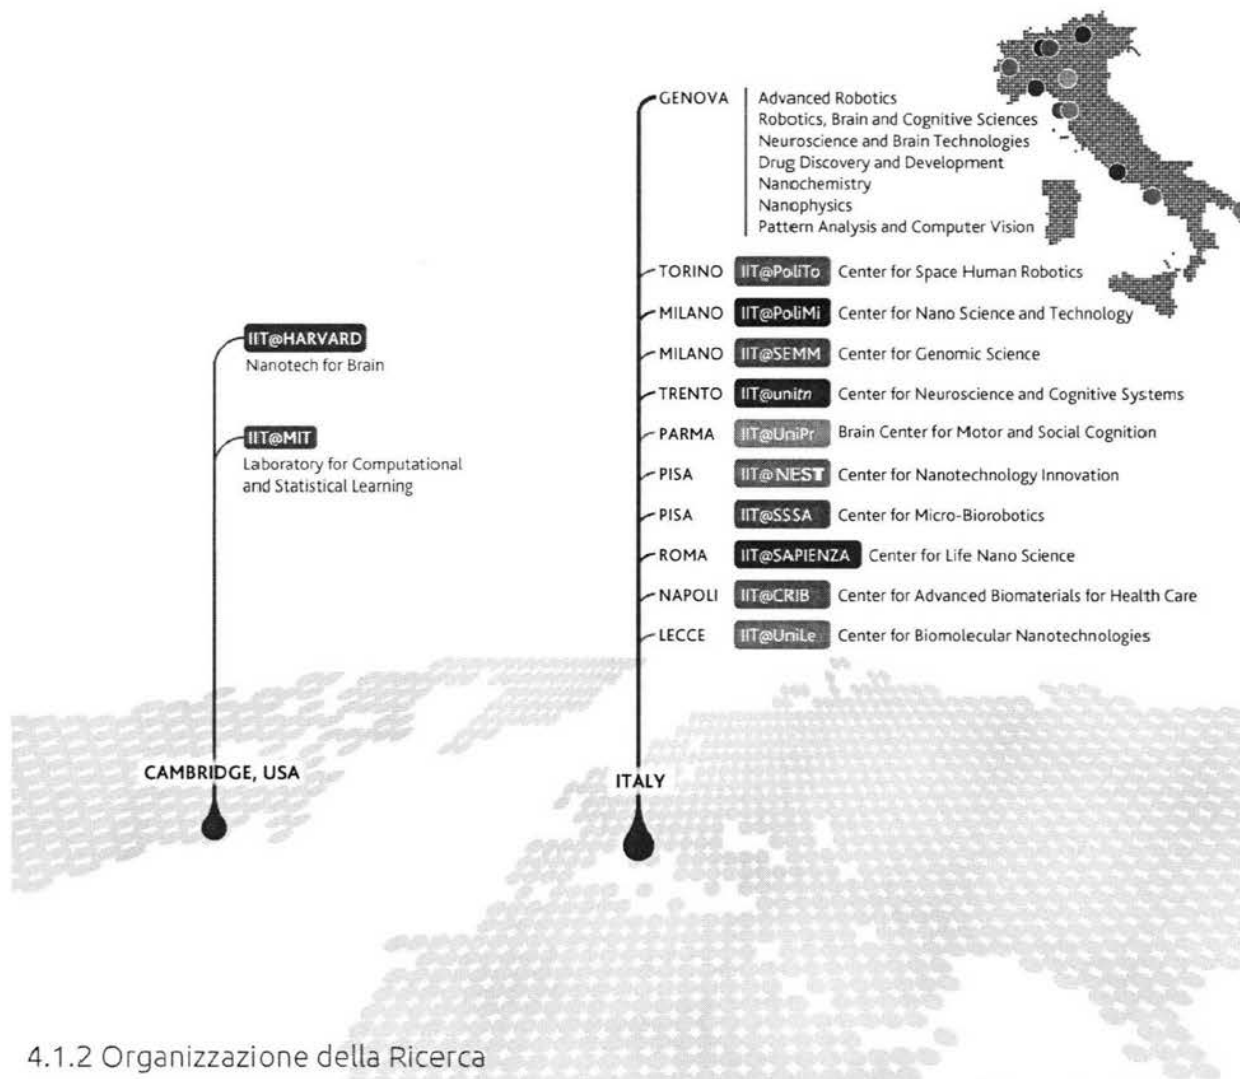 GENOVA
Advanced Robotics
Robotics, Brain and Cognitive Sciences
Neuroscience and Brain Technologies
Drug Discovery and Development
Nanochemistry
Nanophysics
Pattern Analysis and Computer Vision
TORINO IIT@PoliTo Center for Space Human Robotics
MILANO IIT@PoliMi Center for Nano Science and Technology
MILANO IIT@SEMM Center for Genomic Science
TRENTO IIT@unitn Center for Neuroscience and Cognitive Systems
PARMA IIT@UniPr Brain Center for Motor and Social Cognition
PISA IIT@NEST Center for Nanotechnology Innovation
PISA IIT@SSSA Center for Micro-Biorobotics
ROMA IIT@SAPIENZA Center for Life Nano Science
NAPOLI IIT@CRIB Center for Advanced Biomaterials for Health Care
LECCE IIT@UniLe Center for Biomolecular Nanotechnologies
IIT@HARVARD
Nanotech for Brain
IIT@MIT
Laboratory for Computational
and Statistical Learning
CAMBRIDGE, USA
ITALY
4.1.2 Organizzazione della Ricerca